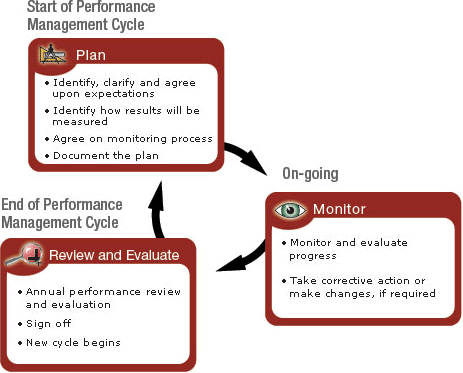 Start of Performance
Management Cycle
Plan
• Identify, clarify and agree
upon expectations
• Identify how results will be
measured
• Agree on monitoring process
• Document the plan
On-going
Monitor
• Monitor and evaluate
progress
• Take corrective action or
make changes, if required
End of Performance
Management Cycle
Review and Evaluate
• Annual performance review
and evaluation
• Sign off
• New cycle begins